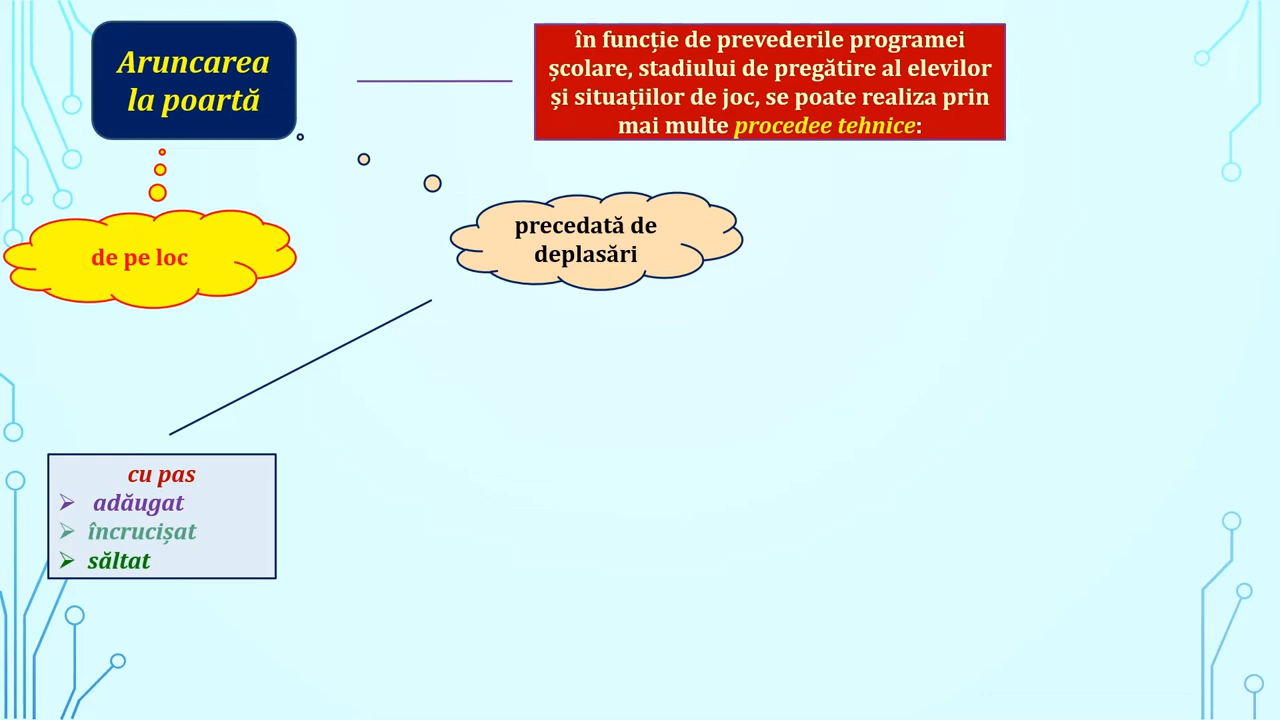 Aruncarea
la poartă
în funcție de prevederile programei
școlare, stadiului de pregătire al elevilor
și situațiilor de joc, se poate realiza prin
mai multe procedee tehnice:
de pe loc
precedată de
deplasări
cu pas
adăugat
încrucișat
săltat